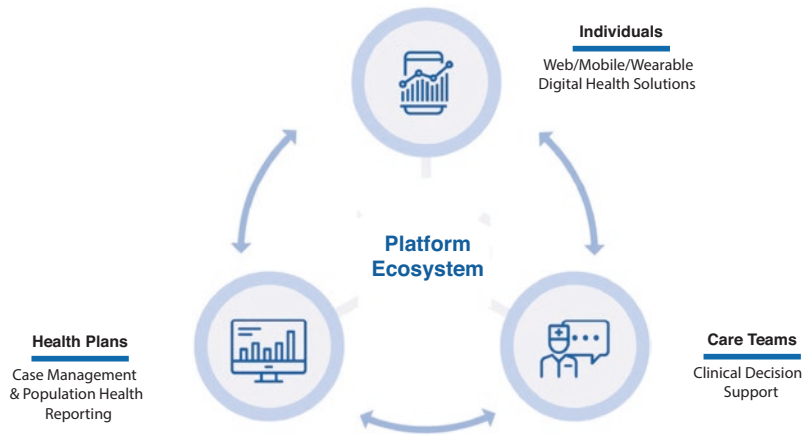 Individuals
Web/Mobile/Wearable
Digital Health Solutions
Platform
Ecosystem
Health Plans
Case Management
& Population Health
Reporting
Care Teams
Clinical Decision
Support